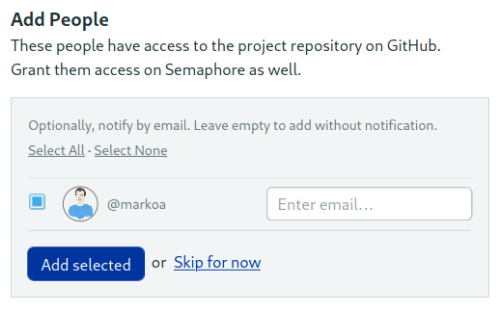 Add People
These people have access to the project repository on GitHub.
Grant them access on Semaphore as well.
Optionally, notify by email. Leave empty to add without notification.
Select All · Select None
@markoa
Enter email...
Add selected or Skip for now